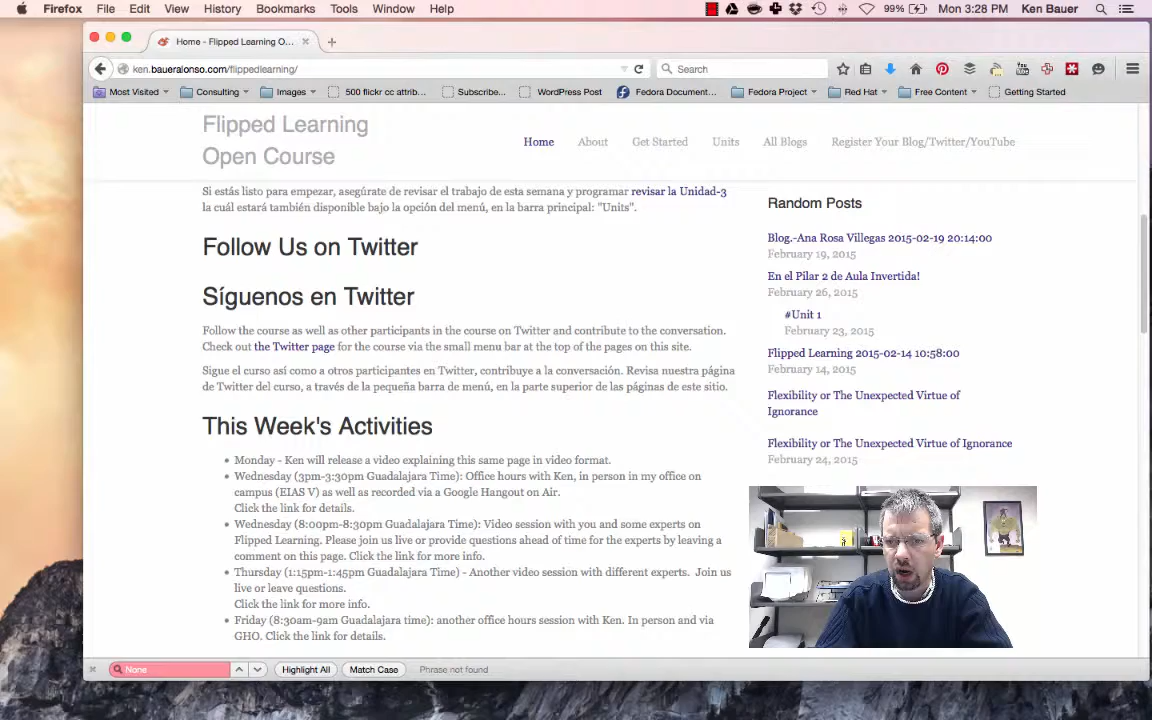 Firefox File Edit View History Bookmarks Tools Window Help 99% Mon 3:28 PM Ken Bauer
Home - Flipped Learning O...
ken.baueralonso.com/flippedlearning/ Search
Most Visited Consulting Images 500 flickr cc attrib... Subscribe... WordPress Post Fedora Document... Fedora Project Red Hat Free Content Getting Started
Flipped Learning
Open Course
Home About Get Started Units All Blogs Register Your Blog/Twitter/YouTube
Si estás listo para empezar, asegúrate de revisar el trabajo de esta semana y programar revisar la Unidad-3
la cuál estará también disponible bajo la opción del menú, en la barra principal: "Units".
Follow Us on Twitter
Síguenos en Twitter
Follow the course as well as other participants in the course on Twitter and contribute to the conversation.
Check out the Twitter page for the course via the small menu bar at the top of the pages on this site.
Sigue el curso así como a otros participantes en Twitter, contribuye a la conversación. Revisa nuestra página
de Twitter del curso, a través de la pequeña barra de menú, en la parte superior de las páginas de este sitio.
This Week's Activities
Monday - Ken will release a video explaining this same page in video format.
Wednesday (3pm-3:30pm Guadalajara Time): Office hours with Ken, in person in my office on
campus (EIAS V) as well as recorded via a Google Hangout on Air.
Click the link for details.
Wednesday (8:00pm-8:30pm Guadalajara Time): Video session with you and some experts on
Flipped Learning. Please join us live or provide questions ahead of time for the experts by leaving a
comment on this page. Click the link for more info.
Thursday (1:15pm-1:45pm Guadalajara Time) - Another video session with different experts. Join us
live or leave questions.
Click the link for more info.
Friday (8:30am-9am Guadalajara time): another office hours session with Ken. In person and via
GHO. Click the link for details.
Random Posts
Blog.-Ana Rosa Villegas 2015-02-19 20:14:00
February 19, 2015
En el Pilar 2 de Aula Invertida!
February 26, 2015
#Unit 1
February 23, 2015
Flipped Learning 2015-02-14 10:58:00
February 14, 2015
Flexibility or The Unexpected Virtue of
Ignorance
Flexibility or The Unexpected Virtue of Ignorance
February 24, 2015
None Highlight All Match Case Phrase not found